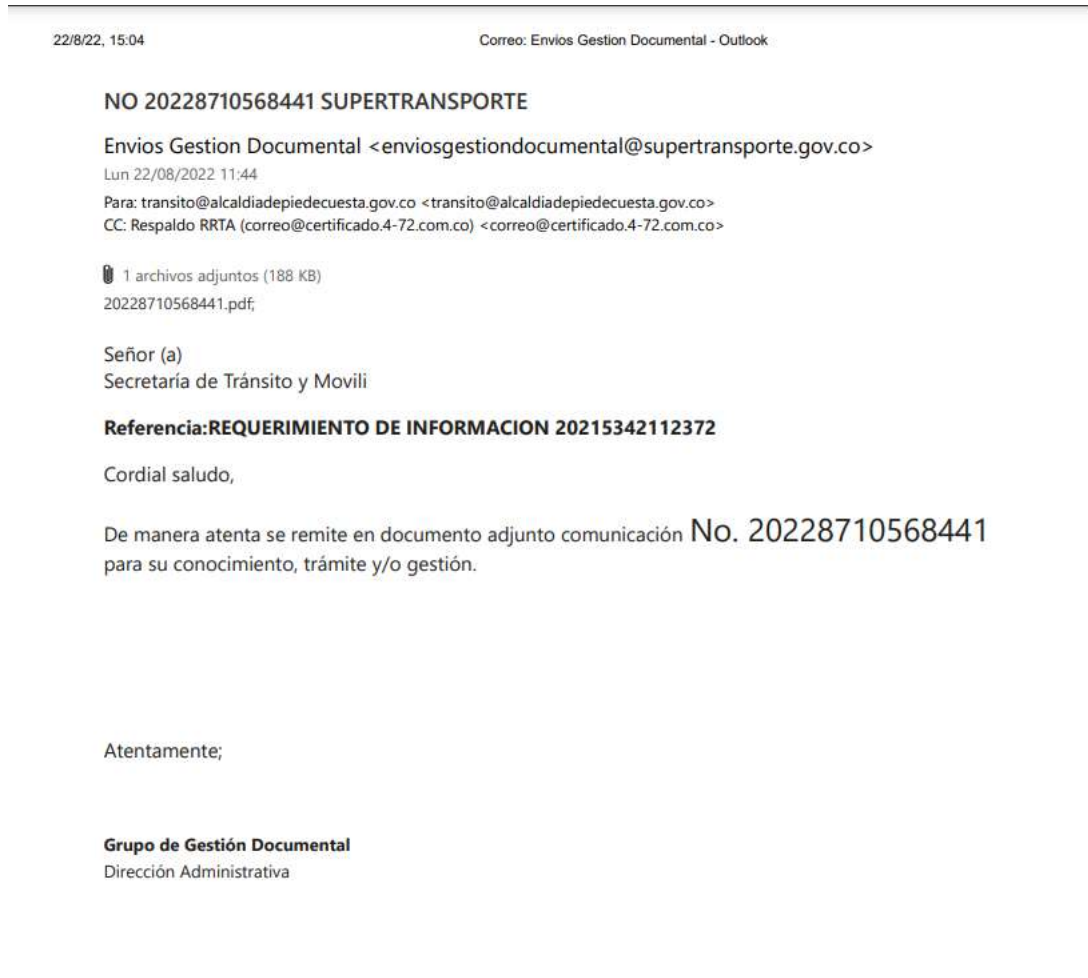 22/8/22, 15:04 Correo: Envios Gestion Documental - Outlook
NO 20228710568441 SUPERTRANSPORTE
Envios Gestion Documental <enviosgestiondocumental@supertransporte.gov.co>
Lun 22/08/2022 11:44
Para: transito@alcaldiadepiedecuesta.gov.co <transito@alcaldiadepiedecuesta.gov.co>
CC: Respaldo RRTA (correo@certificado.4-72.com.co) <correo@certificado.4-72.com.co>
1 archivos adjuntos (188 KB)
20228710568441.pdf;
Señor (a)
Secretaría de Tránsito y Movili
Referencia:REQUERIMIENTO DE INFORMACION 20215342112372
Cordial saludo,
De manera atenta se remite en documento adjunto comunicación No. 20228710568441
para su conocimiento, trámite y/o gestión.
Atentamente;
Grupo de Gestión Documental
Dirección Administrativa